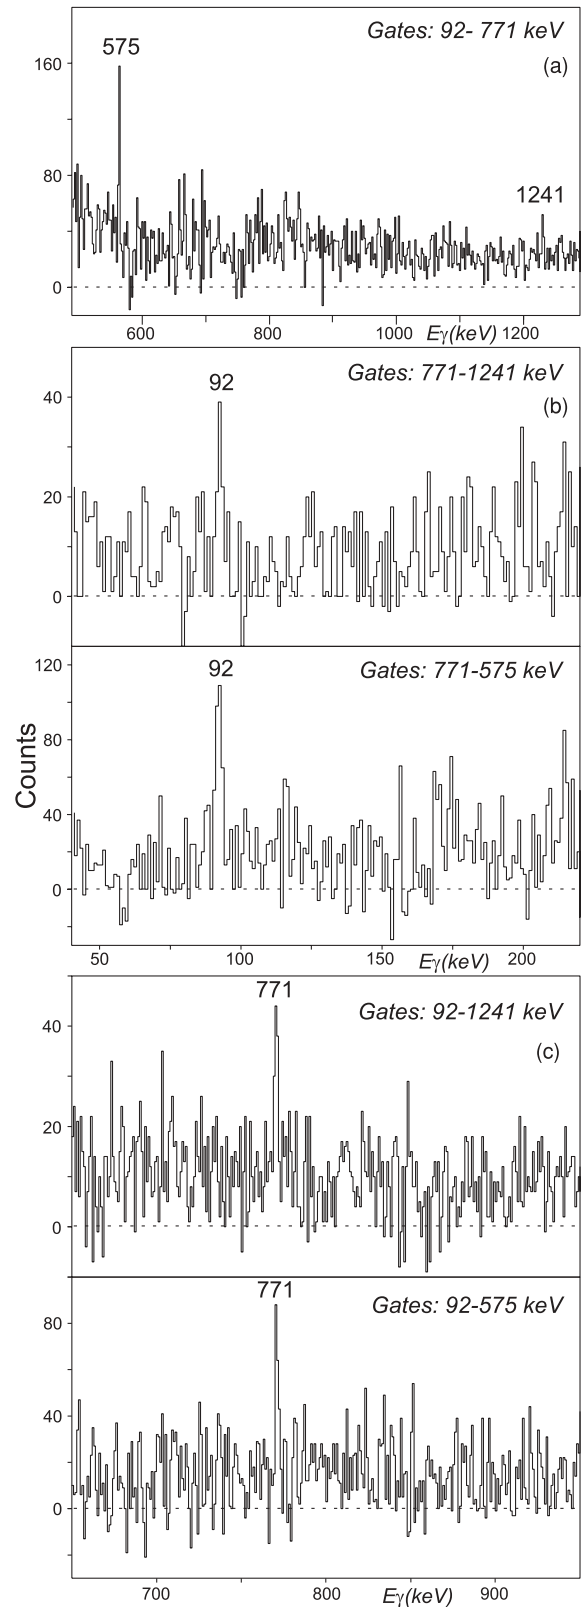 Gates: 92- 771 keV
575
(a)
160
80
1241
0
600 800 1000 Eγ(keV) 1200
Gates: 771-1241 keV
92
(b)
40
20
0
Gates: 771-575 keV
92
120
80
40
0
Counts
50 100 150 Eγ(keV) 200
771
Gates: 92-1241 keV
(c)
40
20
0
771
Gates: 92-575 keV
80
40
0
700 800 Eγ(keV) 900